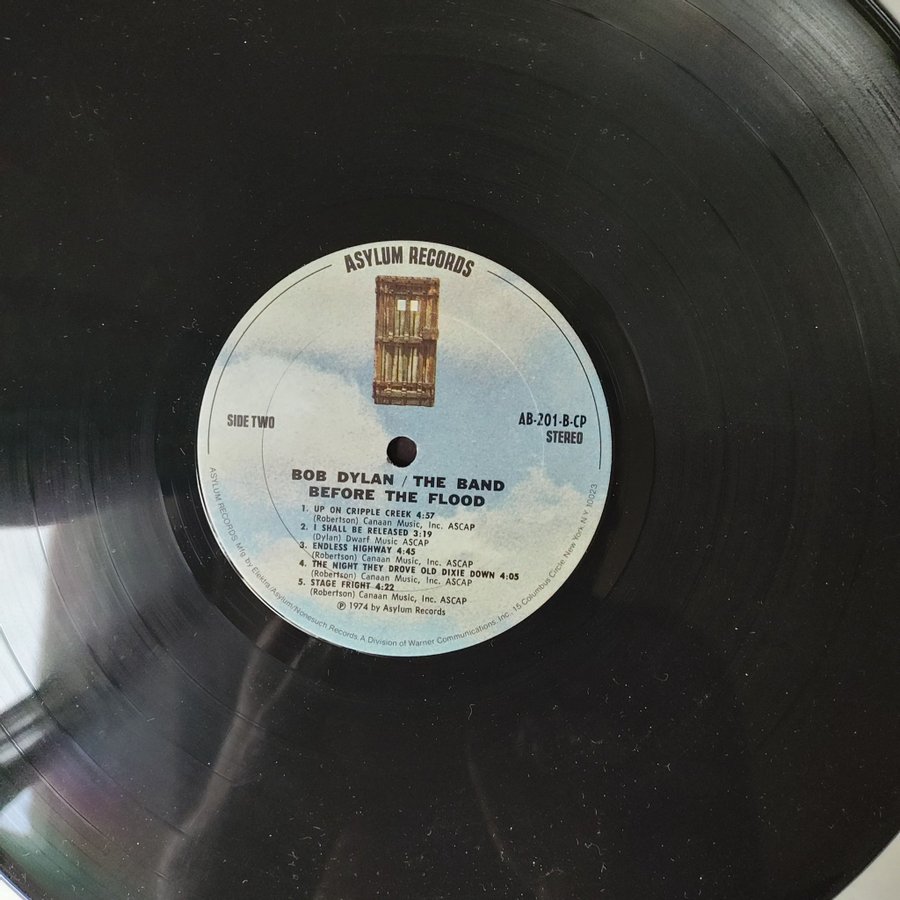 ASYLUM RECORDS
SIDE TWO
AB-201-B-CP
STEREO
BOB DYLAN / THE BAND
BEFORE THE FLOOD
1. UP ON CRIPPLE CREEK 4:57
(Robertson) Canaan Music, Inc. ASCAP
2. I SHALL BE RELEASED 3:19
(Dylan) Dwarf Music ASCAP
3. ENDLESS HIGHWAY 4:45
(Robertson) Canaan Music, Inc. ASCAP
4. THE NIGHT THEY DROVE OLD DIXIE DOWN 4:05
(Robertson) Canaan Music, Inc. ASCAP
5. STAGE FRIGHT 4:22
(Robertson) Canaan Music, Inc. ASCAP
℗ 1974 by Asylum Records
ASYLUM RECORDS Mfg by Elektra/Asylum/Nonesuch Records A Division of Warner Communications, Inc. 15 Columbus Circle New York N.Y. 10023